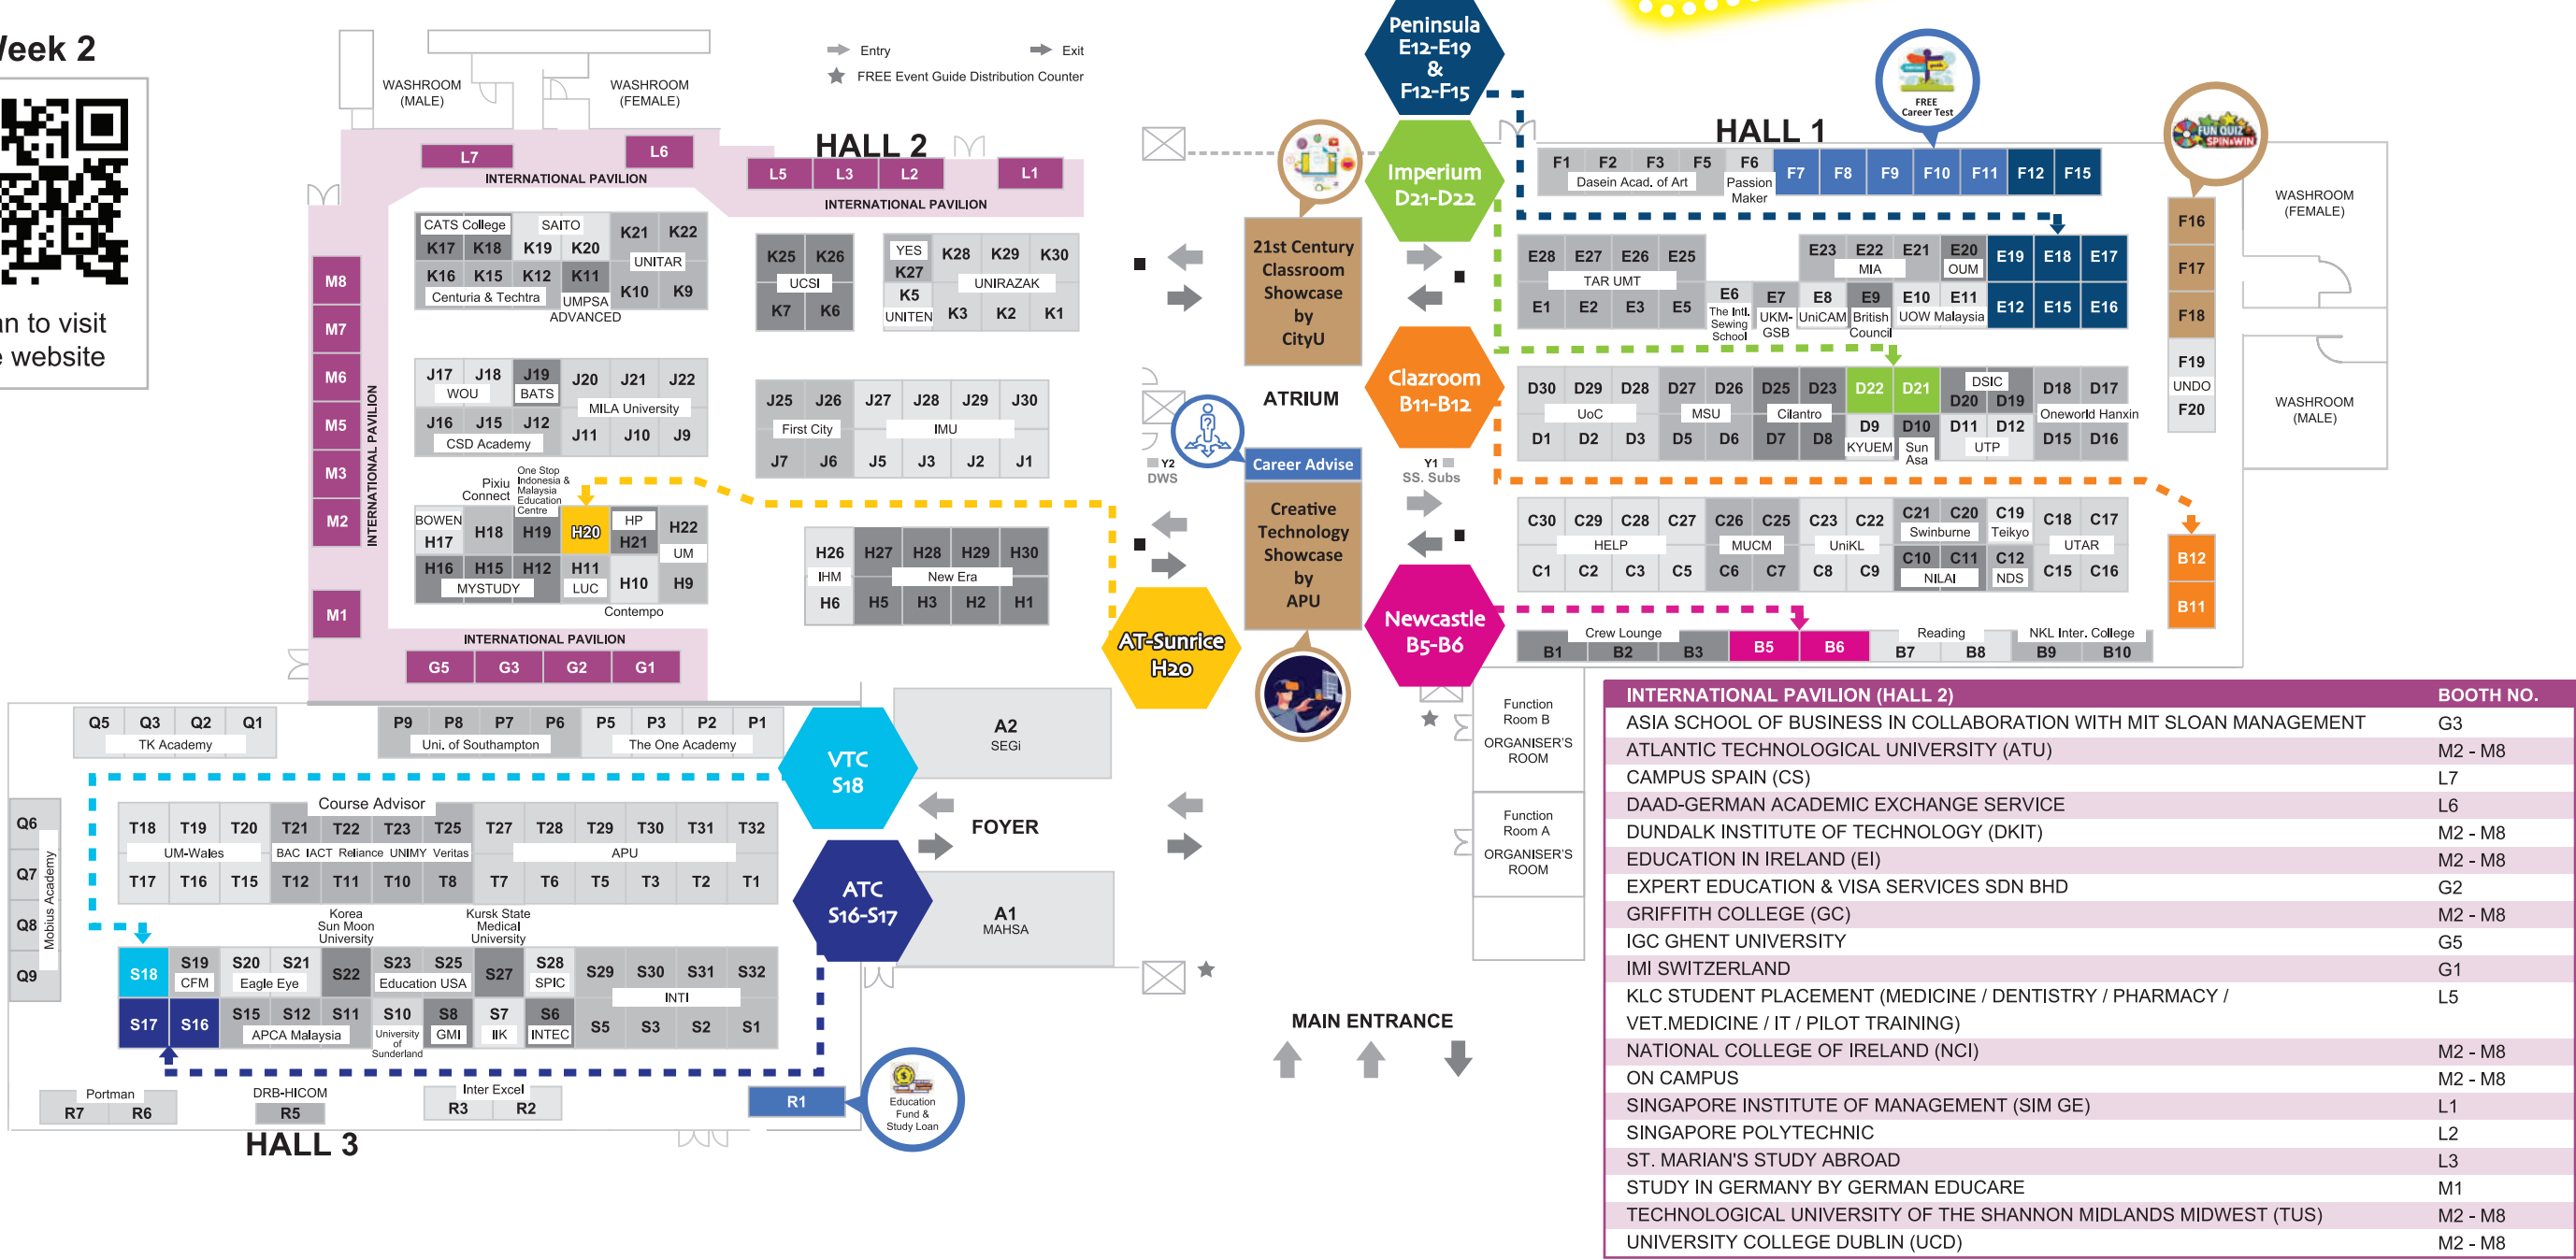 Week 2
an to visit
e website
Entry
Exit
FREE Event Guide Distribution Counter
WASHROOM
(MALE)
WASHROOM
(FEMALE)
HALL 2
L7
L6
INTERNATIONAL PAVILION
L5 L3 L2 L1
INTERNATIONAL PAVILION
M8
M7
M6
M5
M3
M2
M1
INTERNATIONAL PAVILION
CATS College SAITO
K17 K18 K19 K20 K21 K22
UNITAR
K16 K15 K12 K11 K10 K9
Centuria & Techtra
UMPSA
ADVANCED
K25 K26
UCSI
K7 K6
YES
K27 K28 K29 K30
UNIRAZAK
K5 K3 K2 K1
UNITEN
J17 J18 J19 J20 J21 J22
WOU BATS
MILA University
J16 J15 J12 J11 J10 J9
CSD Academy
J25 J26 J27 J28 J29 J30
First City IMU
J7 J6 J5 J3 J2 J1
Pixiu
Connect
One Stop
Indonesia &
Malaysia
Education
Centre
BOWEN HP
H17 H18 H19 H20 H21 H22
UM
H16 H15 H12 H11 H10 H9
MYSTUDY LUC
Contempo
H26 H27 H28 H29 H30
IHM New Era
H6 H5 H3 H2 H1
INTERNATIONAL PAVILION
G5 G3 G2 G1
AT-Sunrice
H20
21st Century
Classroom
Showcase
by
CityU
ATRIUM
Career Advise
Creative
Technology
Showcase
by
APU
Y2
DWS
Y1
SS. Subs
Peninsula
E12-E19
&
F12-F15
Imperium
D21-D22
Clazroom
B11-B12
Newcastle
B5-B6
HALL 1
FREE
Career Test
FUN QUIZ
SPIN&WIN
F1 F2 F3 F5 F6 F7 F8 F9 F10 F11 F12 F15
Dasein Acad. of Art
Passion
Maker
F16
F17
F18
F19
UNDO
F20
WASHROOM
(FEMALE)
WASHROOM
(MALE)
E28 E27 E26 E25 E23 E22 E21 E20 E19 E18 E17
TAR UMT MIA OUM
E1 E2 E3 E5 E6 E7 E8 E9 E10 E11 E12 E15 E16
The Intl.
Sewing
School
UKM-
GSB
UniCAM
British
Council
UOW Malaysia
D30 D29 D28 D27 D26 D25 D23 D22 D21 D20 D19 D18 D17
DSIC
UoC MSU Cilantro Oneworld Hanxin
D1 D2 D3 D5 D6 D7 D8 D9 D10 D11 D12 D15 D16
KYUEM
Sun
Asa
UTP
C30 C29 C28 C27 C26 C25 C23 C22 C21 C20 C19 C18 C17
Swinburne Teikyo
HELP MUCM UniKL UTAR
C1 C2 C3 C5 C6 C7 C8 C9 C10 C11 C12 C15 C16
NILAI NDS
B12
B11
Crew Lounge Reading NKL Inter. College
B1 B2 B3 B5 B6 B7 B8 B9 B10
Q5 Q3 Q2 Q1
TK Academy
P9 P8 P7 P6 P5 P3 P2 P1
Uni. of Southampton The One Academy
VTC
S18
A2
SEGi
Q6
Q7
Q8
Q9
Mobius Academy
Course Advisor
T18 T19 T20 T21 T22 T23 T25 T27 T28 T29 T30 T31 T32
UM-Wales BAC IACT Reliance UNIMY Veritas APU
T17 T16 T15 T12 T11 T10 T8 T7 T6 T5 T3 T2 T1
FOYER
ATC
S16-S17
A1
MAHSA
Korea
Sun Moon
University
Kursk State
Medical
University
S18 S19 S20 S21 S22 S23 S25 S27 S28 S29 S30 S31 S32
CFM Eagle Eye Education USA SPIC
INTI
S17 S16 S15 S12 S11 S10 S8 S7 S6 S5 S3 S2 S1
APCA Malaysia
University
of
Sunderland
GMI IIK INTEC
Portman
R7 R6
DRB-HICOM
R5
Inter Excel
R3 R2
R1
Education
Fund &
Study Loan
HALL 3
MAIN ENTRANCE
Function
Room B
ORGANISER'S
ROOM
Function
Room A
ORGANISER'S
ROOM
INTERNATIONAL PAVILION (HALL 2) BOOTH NO.
ASIA SCHOOL OF BUSINESS IN COLLABORATION WITH MIT SLOAN MANAGEMENT G3
ATLANTIC TECHNOLOGICAL UNIVERSITY (ATU) M2 - M8
CAMPUS SPAIN (CS) L7
DAAD-GERMAN ACADEMIC EXCHANGE SERVICE L6
DUNDALK INSTITUTE OF TECHNOLOGY (DKIT) M2 - M8
EDUCATION IN IRELAND (EI) M2 - M8
EXPERT EDUCATION & VISA SERVICES SDN BHD G2
GRIFFITH COLLEGE (GC) M2 - M8
IGC GHENT UNIVERSITY G5
IMI SWITZERLAND G1
KLC STUDENT PLACEMENT (MEDICINE / DENTISTRY / PHARMACY / L5
VET.MEDICINE / IT / PILOT TRAINING)
NATIONAL COLLEGE OF IRELAND (NCI) M2 - M8
ON CAMPUS M2 - M8
SINGAPORE INSTITUTE OF MANAGEMENT (SIM GE) L1
SINGAPORE POLYTECHNIC L2
ST. MARIAN'S STUDY ABROAD L3
STUDY IN GERMANY BY GERMAN EDUCARE M1
TECHNOLOGICAL UNIVERSITY OF THE SHANNON MIDLANDS MIDWEST (TUS) M2 - M8
UNIVERSITY COLLEGE DUBLIN (UCD) M2 - M8